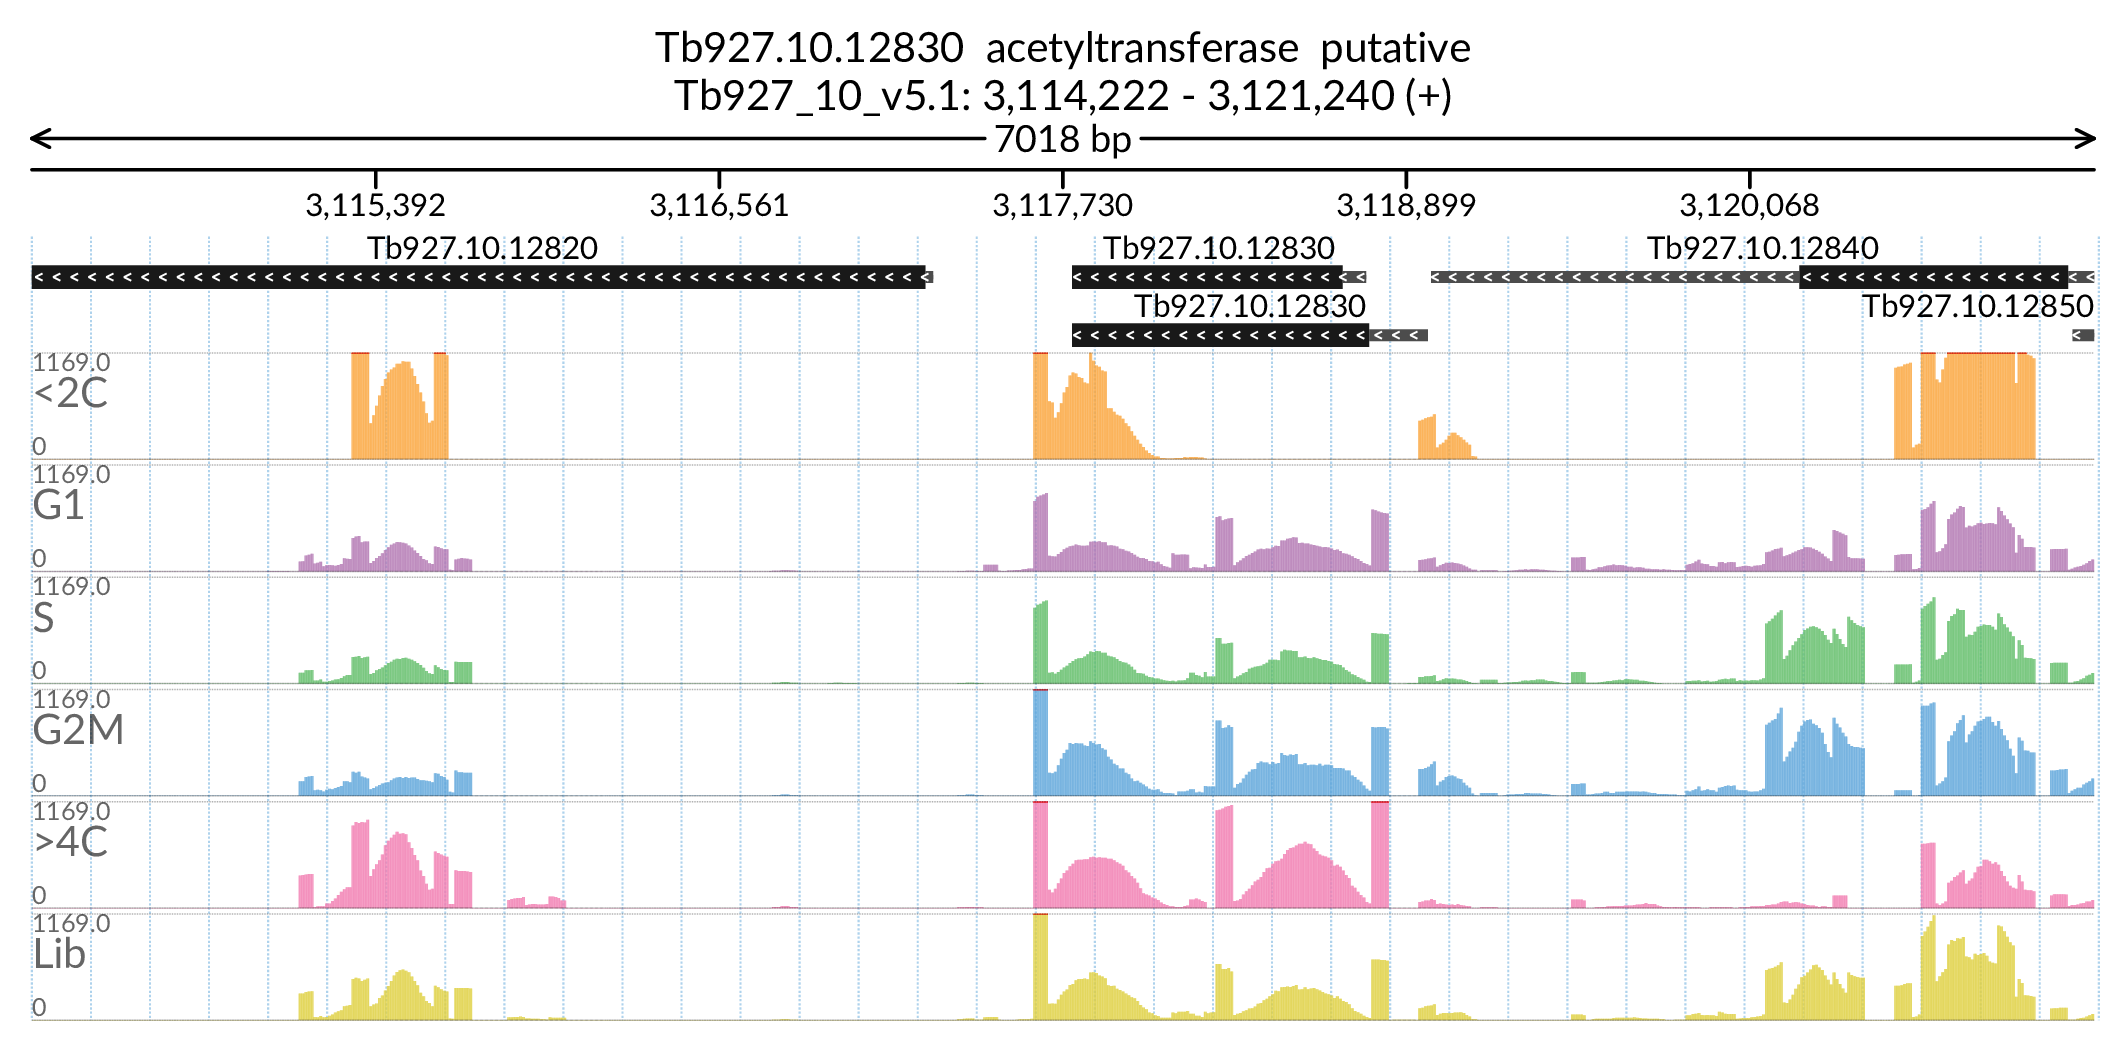 Tb927.10.12830 acetyltransferase putative
Tb927_10_v5.1: 3,114,222 - 3,121,240 (+)
7018 bp
3,115,392 3,116,561 3,117,730 3,118,899 3,120,068
Tb927.10.12820 Tb927.10.12830 Tb927.10.12840
Tb927.10.12830 Tb927.10.12850
1169.0
<2C
0
1169.0
G1
0
1169.0
S
0
1169.0
G2M
0
1169.0
>4C
0
1169.0
Lib
0